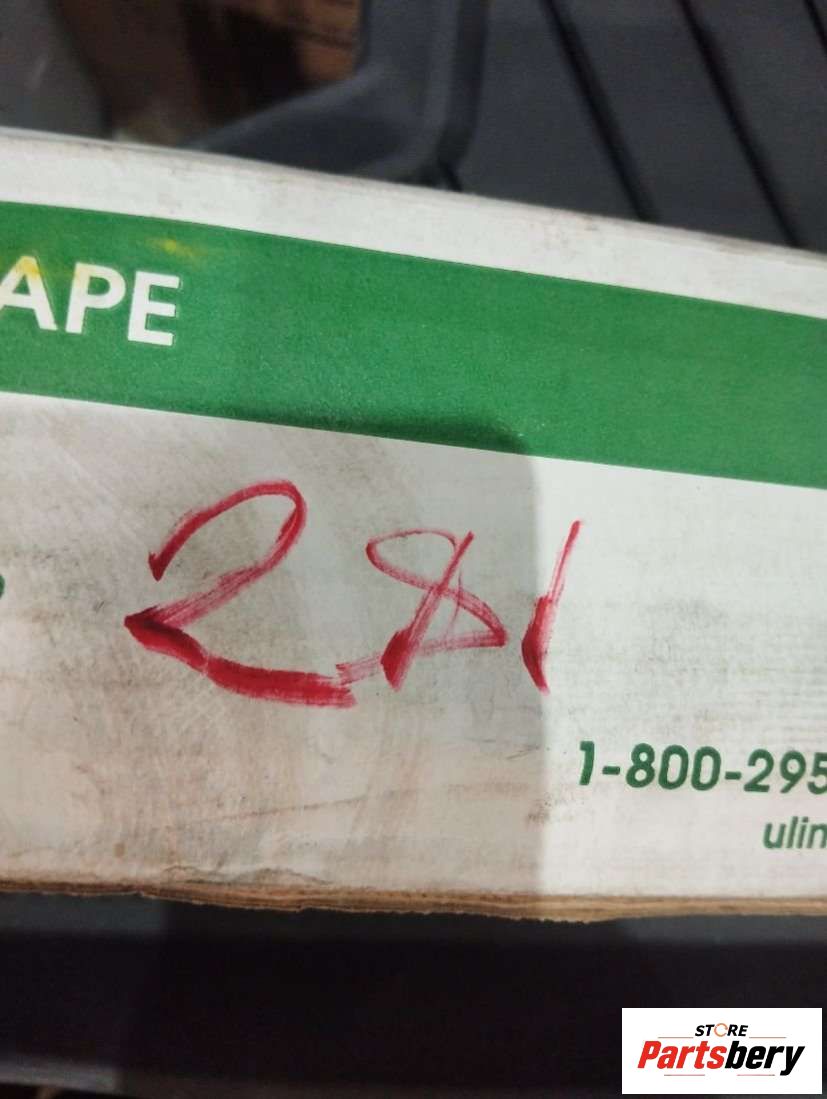 APE
281
1-800-295
ulin
STORE
Partsbery